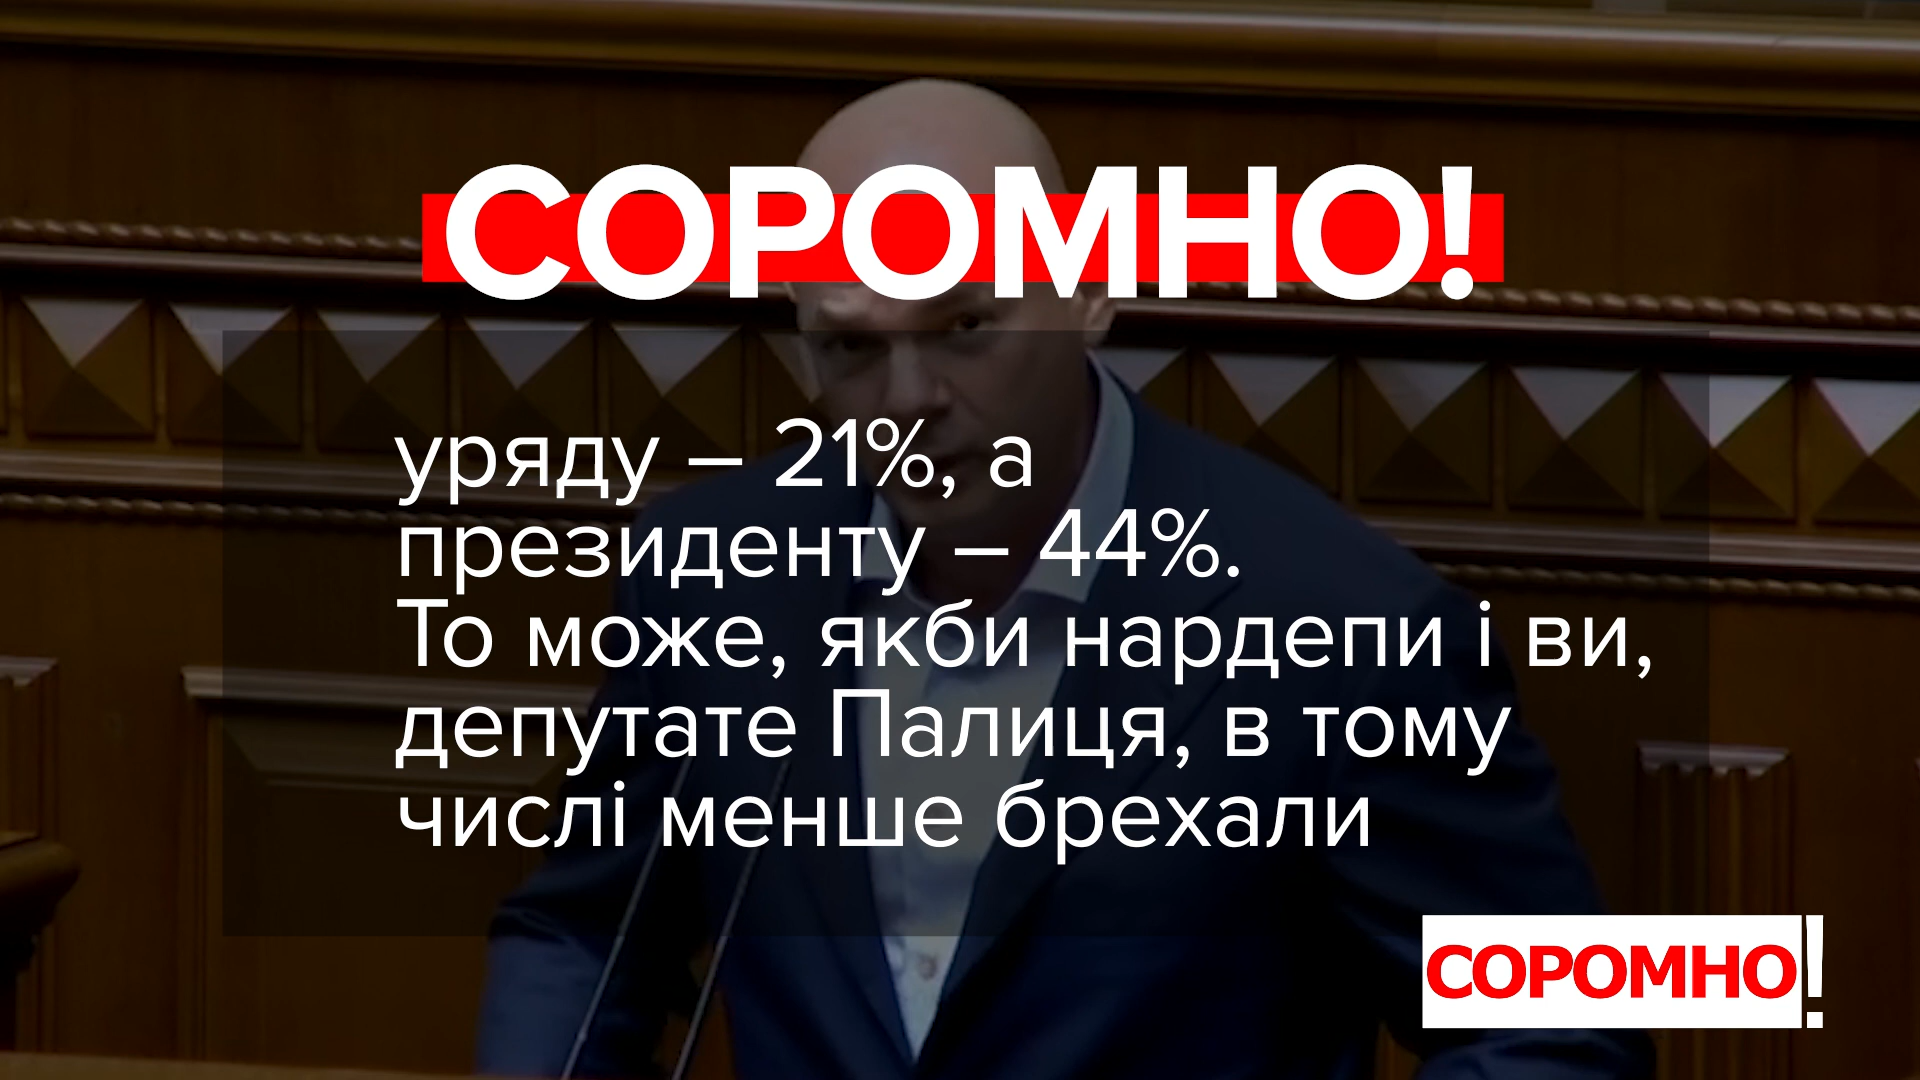 СОРОМНО!
уряду – 21%, а
президенту – 44%.
То може, якби нардепи і ви,
депутате Палиця, в тому
числі менше брехали
СОРОМНО!